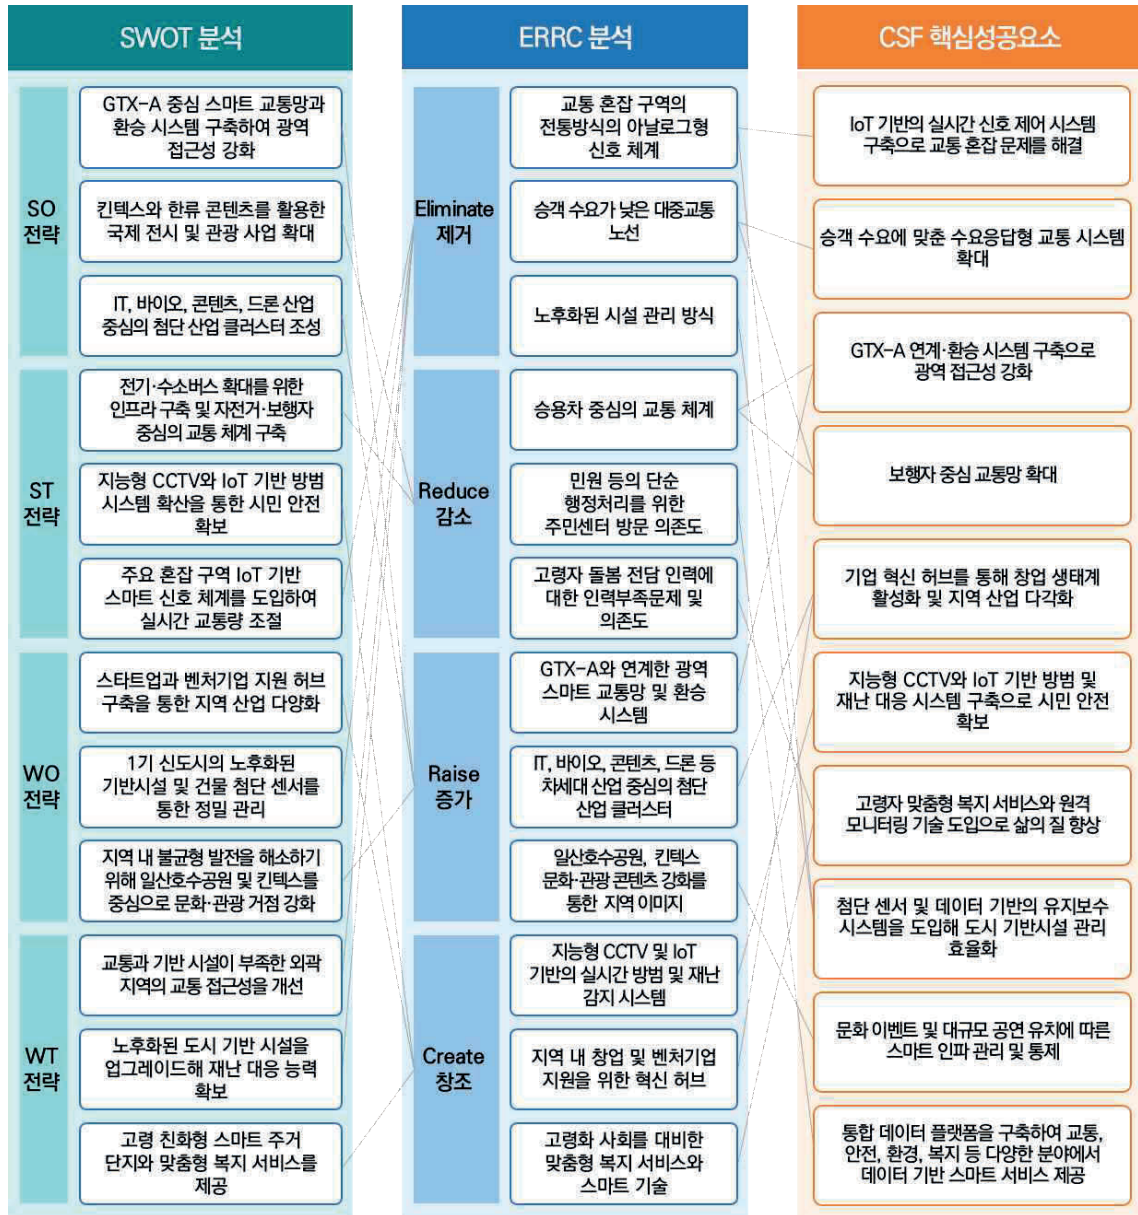 SWOT 분석
SO
전략
GTX-A 중심 스마트 교통망과
환승 시스템 구축하여 광역
접근성 강화
킨텍스와 한류 콘텐츠를 활용한
국제 전시 및 관광 사업 확대
IT, 바이오, 콘텐츠, 드론 산업
중심의 첨단 산업 클러스터 조성
ST
전략
전기·수소버스 확대를 위한
인프라 구축 및 자전거·보행자
중심의 교통 체계 구축
지능형 CCTV와 IoT 기반 방범
시스템 확산을 통한 시민 안전
확보
주요 혼잡 구역 IoT 기반
스마트 신호 체계를 도입하여
실시간 교통량 조절
WO
전략
스타트업과 벤처기업 지원 허브
구축을 통한 지역 산업 다양화
1기 신도시의 노후화된
기반시설 및 건물 첨단 센서를
통한 정밀 관리
지역 내 불균형 발전을 해소하기
위해 일산호수공원 및 킨텍스를
중심으로 문화·관광 거점 강화
WT
전략
교통과 기반 시설이 부족한 외곽
지역의 교통 접근성을 개선
노후화된 도시 기반 시설을
업그레이드해 재난 대응 능력
확보
고령 친화형 스마트 주거
단지와 맞춤형 복지 서비스를
제공
ERRC 분석
Eliminate
제거
교통 혼잡 구역의
전통방식의 아날로그형
신호 체계
승객 수요가 낮은 대중교통
노선
노후화된 시설 관리 방식
Reduce
감소
승용차 중심의 교통 체계
민원 등의 단순
행정처리를 위한
주민센터 방문 의존도
고령자 돌봄 전담 인력에
대한 인력부족문제 및
의존도
Raise
증가
GTX-A와 연계한 광역
스마트 교통망 및 환승
시스템
IT, 바이오, 콘텐츠, 드론 등
차세대 산업 중심의 첨단
산업 클러스터
일산호수공원, 킨텍스
문화·관광 콘텐츠 강화를
통한 지역 이미지
Create
창조
지능형 CCTV 및 IoT
기반의 실시간 방범 및 재난
감지 시스템
지역 내 창업 및 벤처기업
지원을 위한 혁신 허브
고령화 사회를 대비한
맞춤형 복지 서비스와
스마트 기술
CSF 핵심성공요소
IoT 기반의 실시간 신호 제어 시스템
구축으로 교통 혼잡 문제를 해결
승객 수요에 맞춘 수요응답형 교통 시스템
확대
GTX-A 연계·환승 시스템 구축으로
광역 접근성 강화
보행자 중심 교통망 확대
기업 혁신 허브를 통해 창업 생태계
활성화 및 지역 산업 다각화
지능형 CCTV와 IoT 기반 방범 및
재난 대응 시스템 구축으로 시민 안전
확보
고령자 맞춤형 복지 서비스와 원격
모니터링 기술 도입으로 삶의 질 향상
첨단 센서 및 데이터 기반의 유지보수
시스템을 도입해 도시 기반시설 관리
효율화
문화 이벤트 및 대규모 공연 유치에 따른
스마트 인파 관리 및 통제
통합 데이터 플랫폼을 구축하여 교통,
안전, 환경, 복지 등 다양한 분야에서
데이터 기반 스마트 서비스 제공